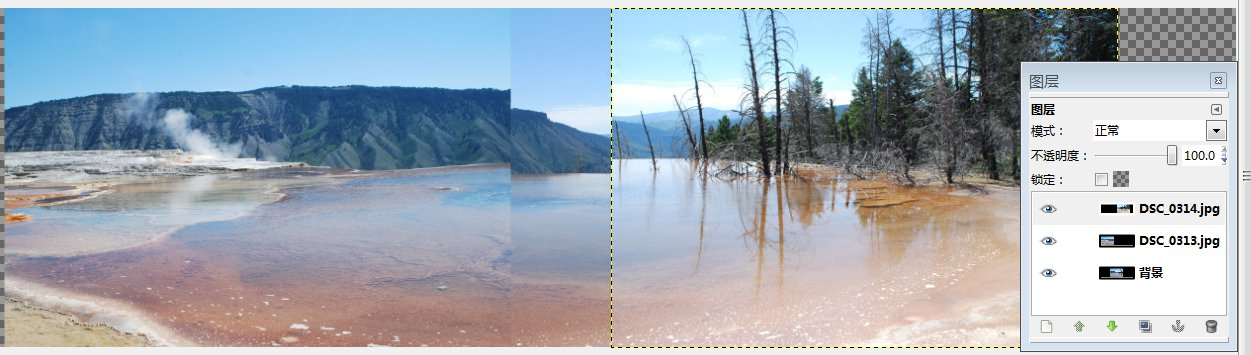 图层
图层
模式：
正常
不透明度：
100.0
锁定：
DSC_0314.jpg
DSC_0313.jpg
背景